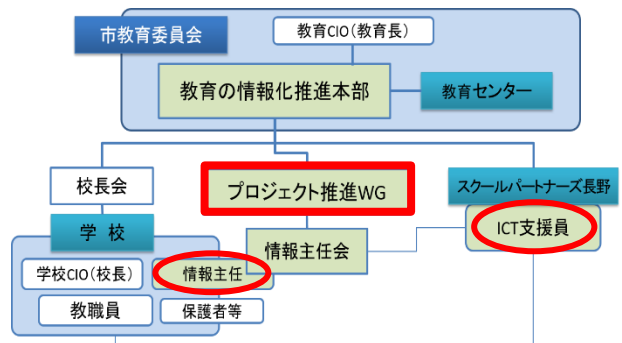 市教育委員会
教育CIO(教育長)
教育の情報化推進本部
教育センター
校長会
プロジェクト推進WG
スクールパートナーズ長野
学 校
情報主任会
ICT支援員
学校CIO(校長)
情報主任
教職員
保護者等